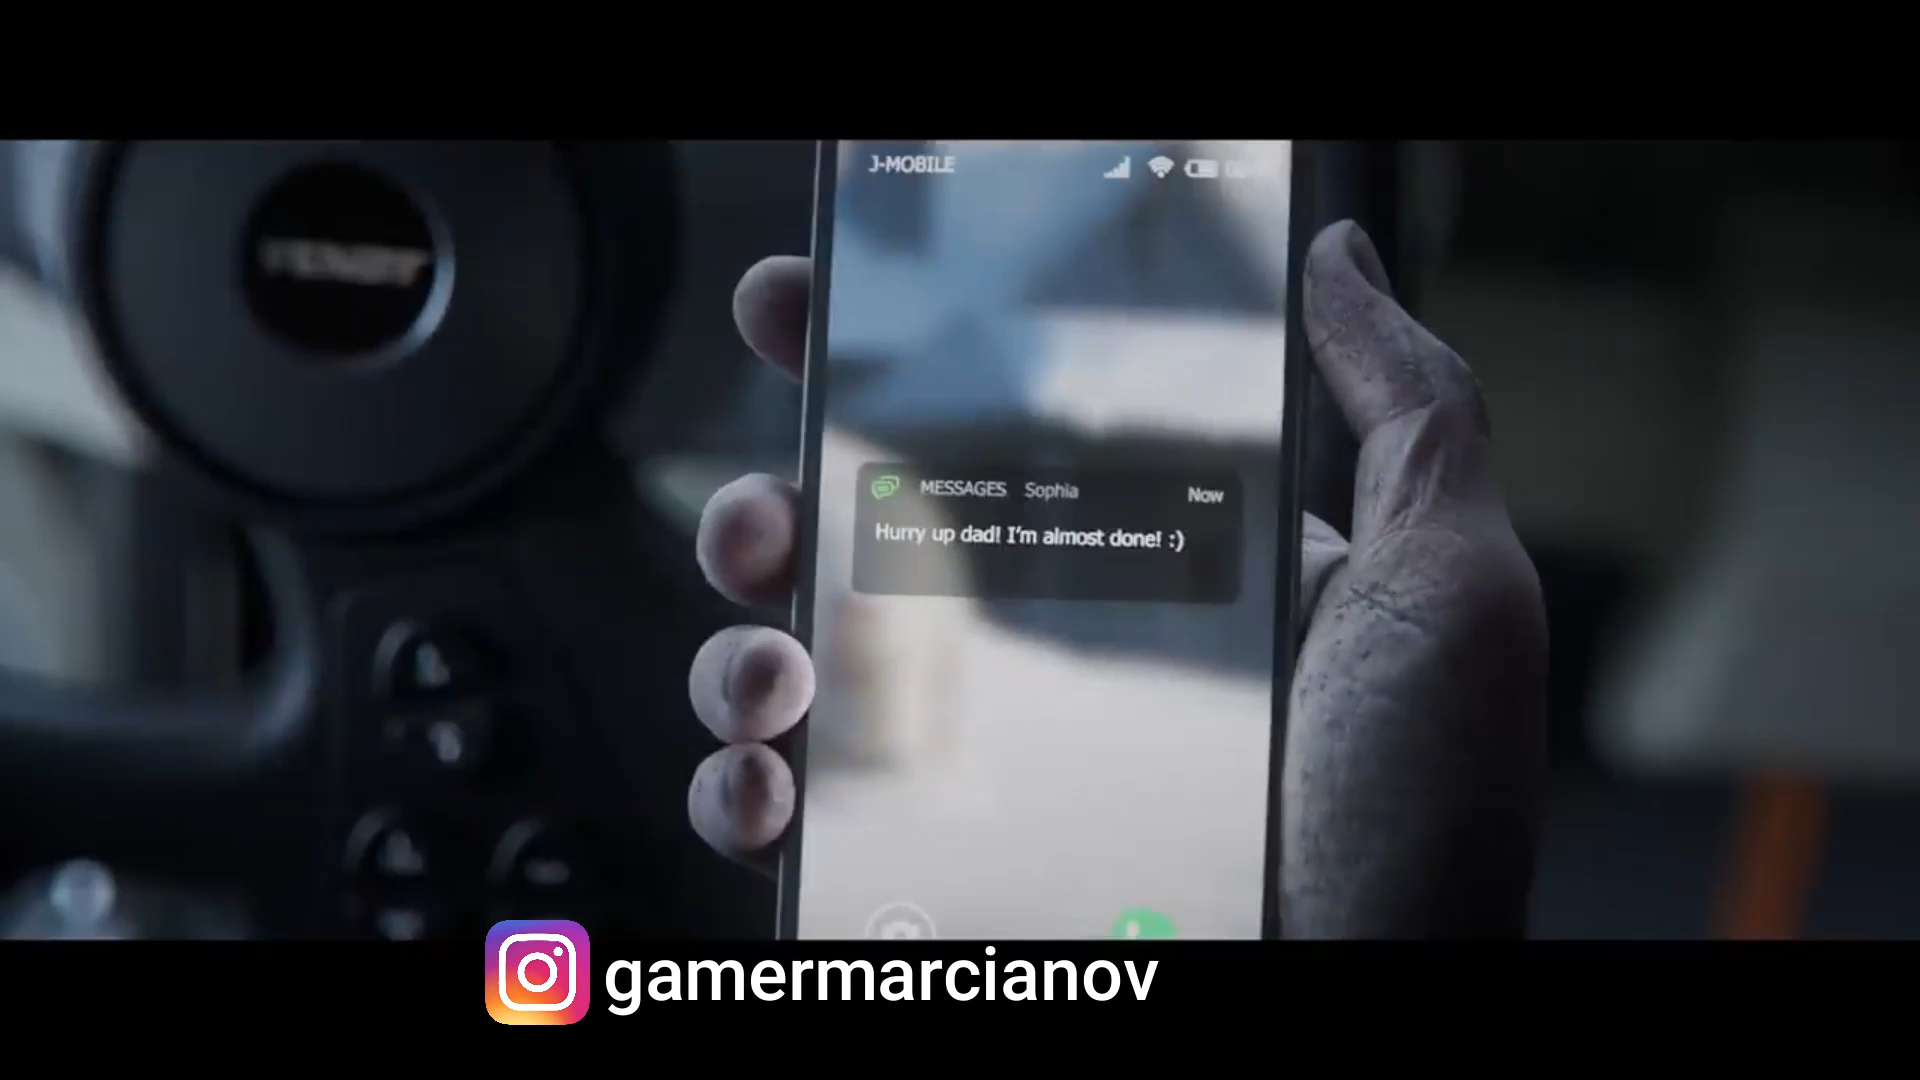 J-MOBILE
MESSAGES Sophia Now
Hurry up dad! I'm almost done! :)
gamermarcianov